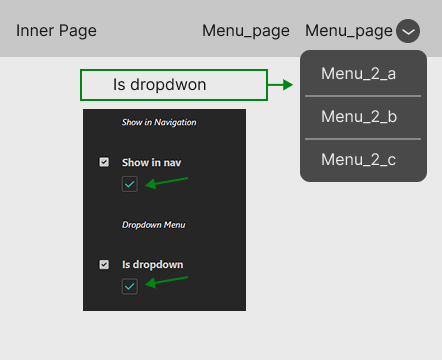 Inner Page
Menu_page
Menu_page
Is dropdwon
Menu_2_a
Menu_2_b
Menu_2_c
Show in Navigation
Show in nav
Dropdown Menu
Is dropdown